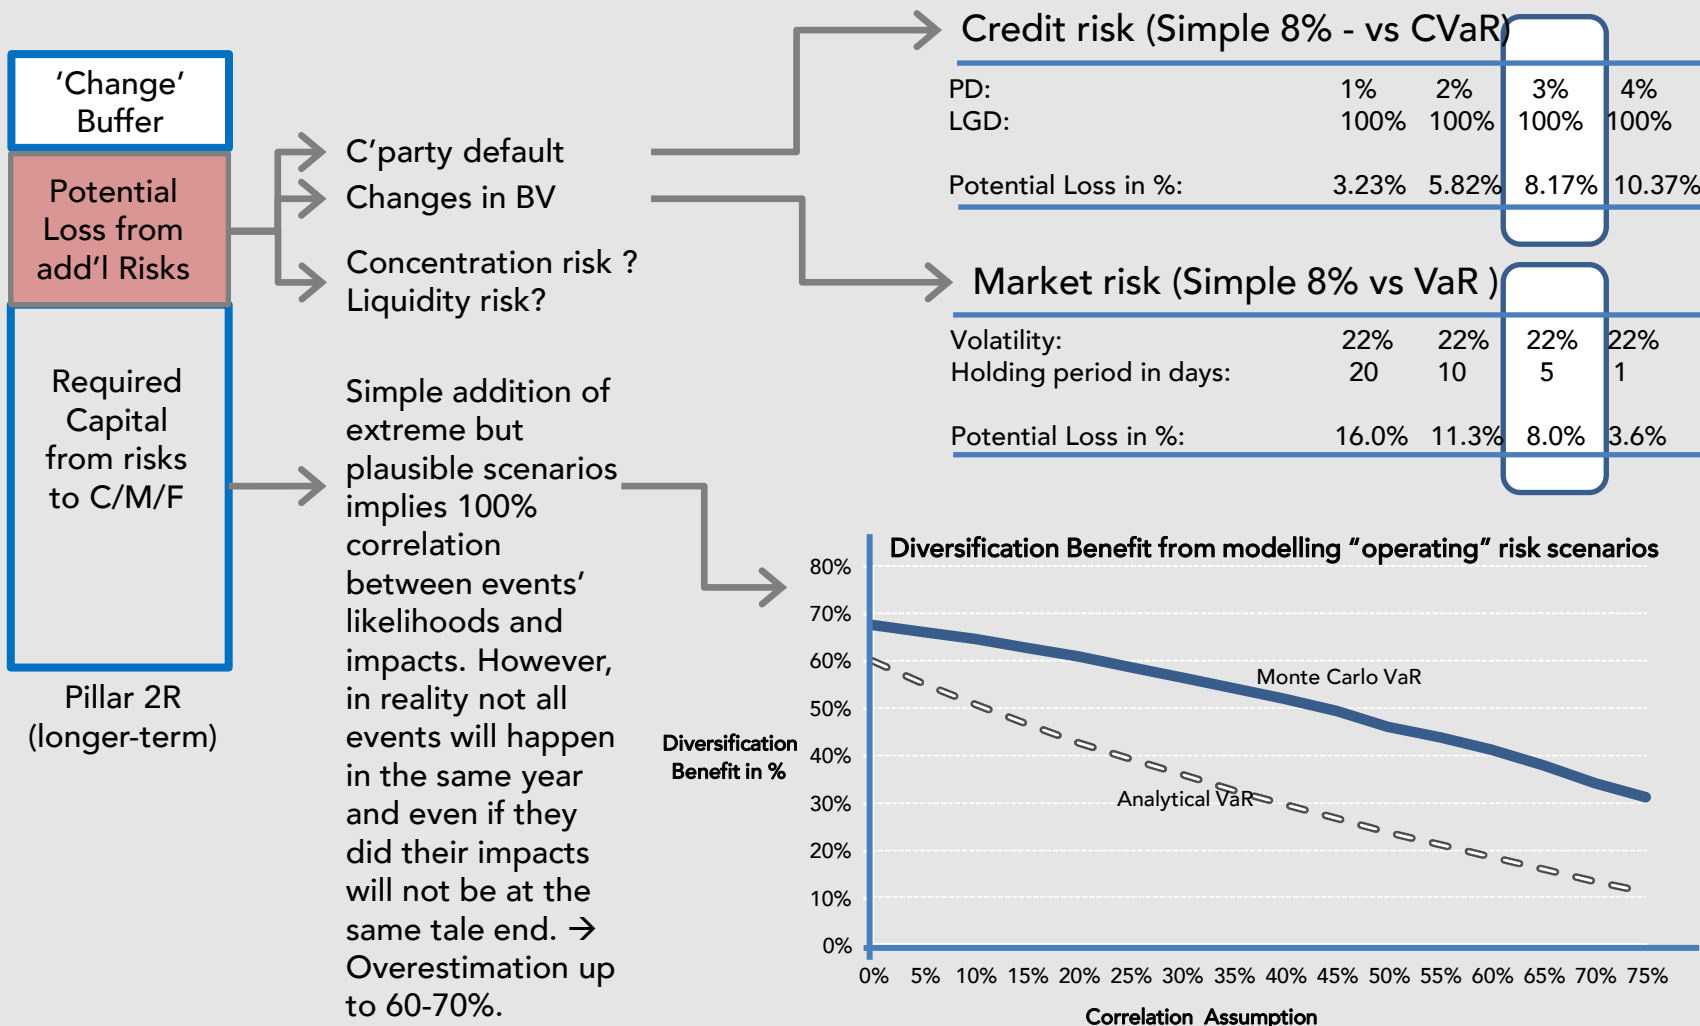 ‘Change’
Buffer
Potential
Loss from
add’l Risks
Required
Capital
from risks
to C/M/F
Pillar 2R
(longer-term)
C’party default
Changes in BV
Concentration risk ?
Liquidity risk?
Simple addition of
extreme but
plausible scenarios
implies 100%
correlation
between events’
likelihoods and
impacts. However,
in reality not all
events will happen
in the same year
and even if they
did their impacts
will not be at the
same tale end. →
Overestimation up
to 60-70%.
Credit risk (Simple 8% - vs CVaR)
PD: 1% 2% 3% 4%
LGD: 100% 100% 100% 100%
Potential Loss in %: 3.23% 5.82% 8.17% 10.37%
Market risk (Simple 8% vs VaR )
Volatility: 22% 22% 22% 22%
Holding period in days: 20 10 5 1
Potential Loss in %: 16.0% 11.3% 8.0% 3.6%
Diversification Benefit from modelling “operating” risk scenarios
80%
70%
60%
50%
40%
30%
20%
10%
0%
Diversification
Benefit in %
Monte Carlo VaR
Analytical VaR
0% 5% 10% 15% 20% 25% 30% 35% 40% 45% 50% 55% 60% 65% 70% 75%
Correlation Assumption